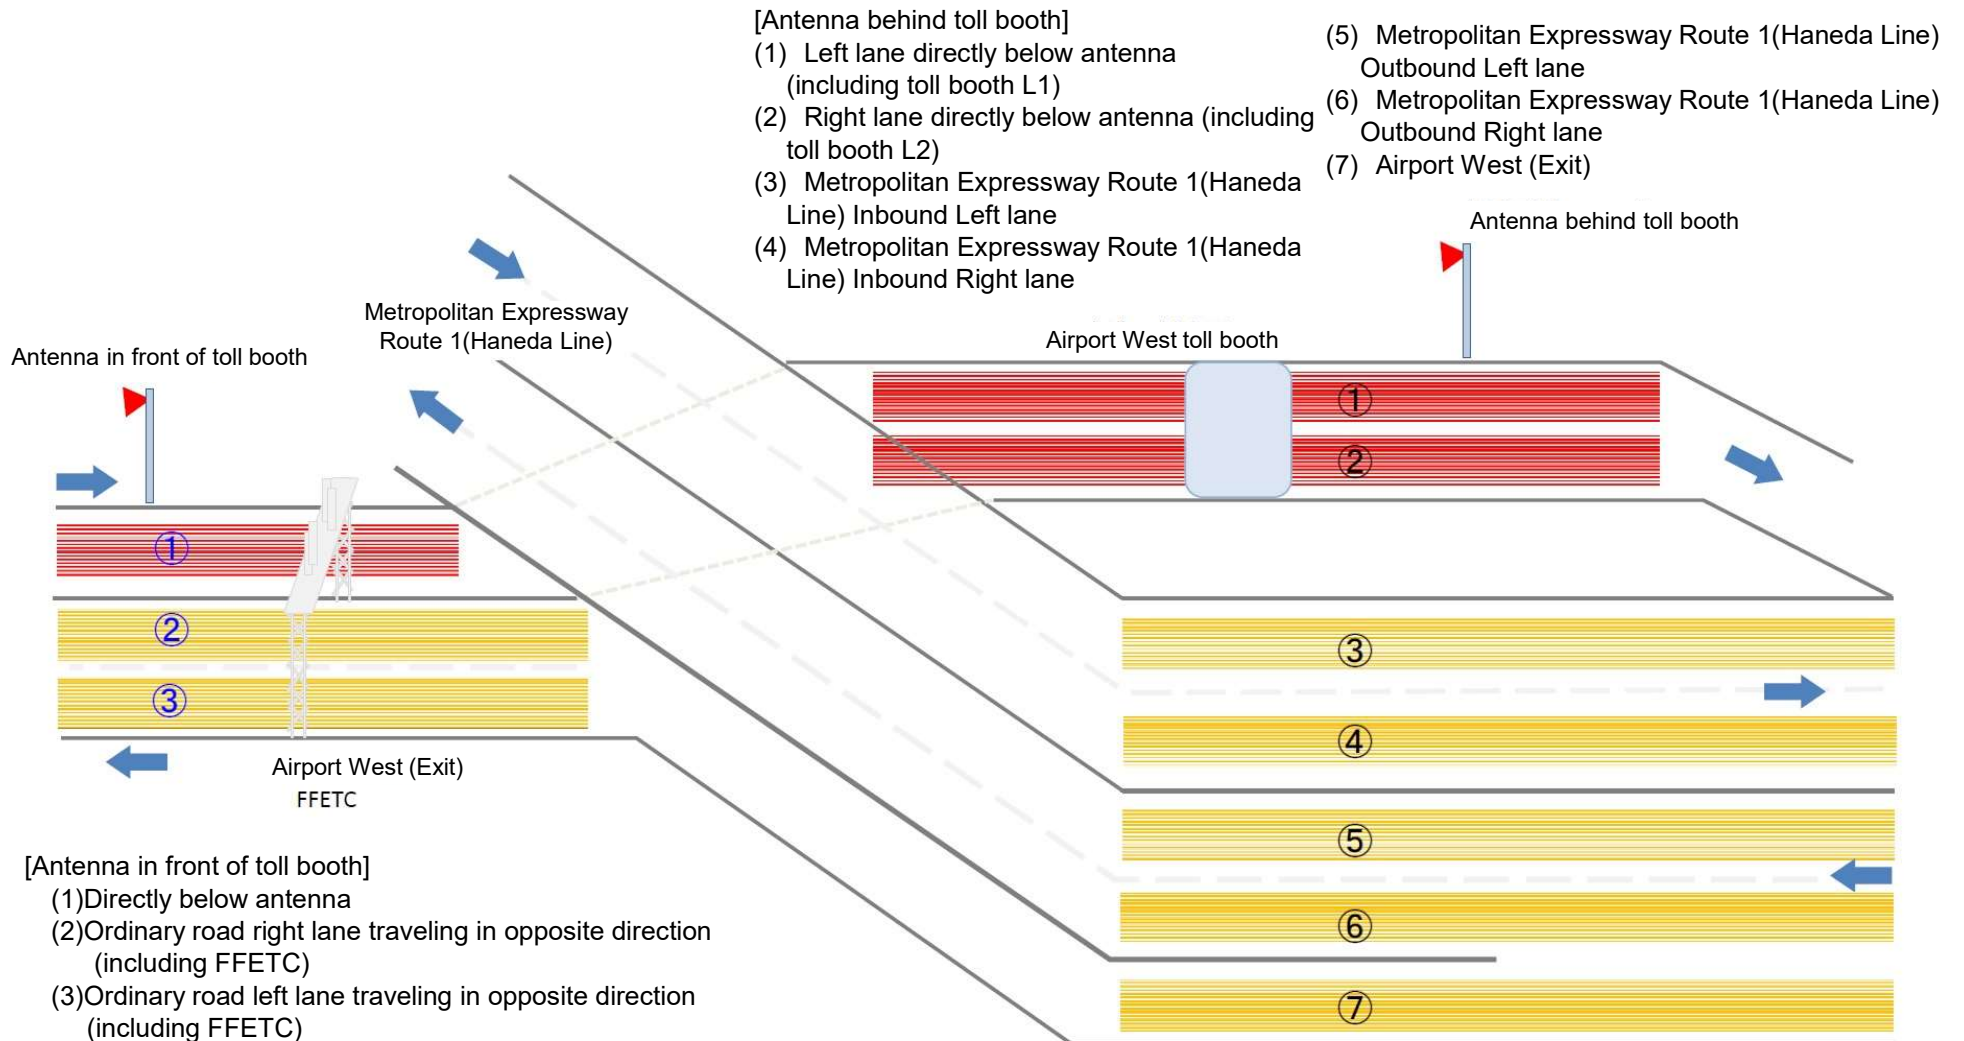 [Antenna behind toll booth]
(1) Left lane directly below antenna
(including toll booth L1)
(2) Right lane directly below antenna (including
toll booth L2)
(3) Metropolitan Expressway Route 1(Haneda
Line) Inbound Left lane
(4) Metropolitan Expressway Route 1(Haneda
Line) Inbound Right lane
(5) Metropolitan Expressway Route 1(Haneda Line)
Outbound Left lane
(6) Metropolitan Expressway Route 1(Haneda Line)
Outbound Right lane
(7) Airport West (Exit)
Antenna behind toll booth
Metropolitan Expressway
Route 1(Haneda Line)
Airport West toll booth
Antenna in front of toll booth
①
②
①
②
③
③
④
⑤
⑥
⑦
Airport West (Exit)
FFETC
[Antenna in front of toll booth]
(1)Directly below antenna
(2)Ordinary road right lane traveling in opposite direction
(including FFETC)
(3)Ordinary road left lane traveling in opposite direction
(including FFETC)